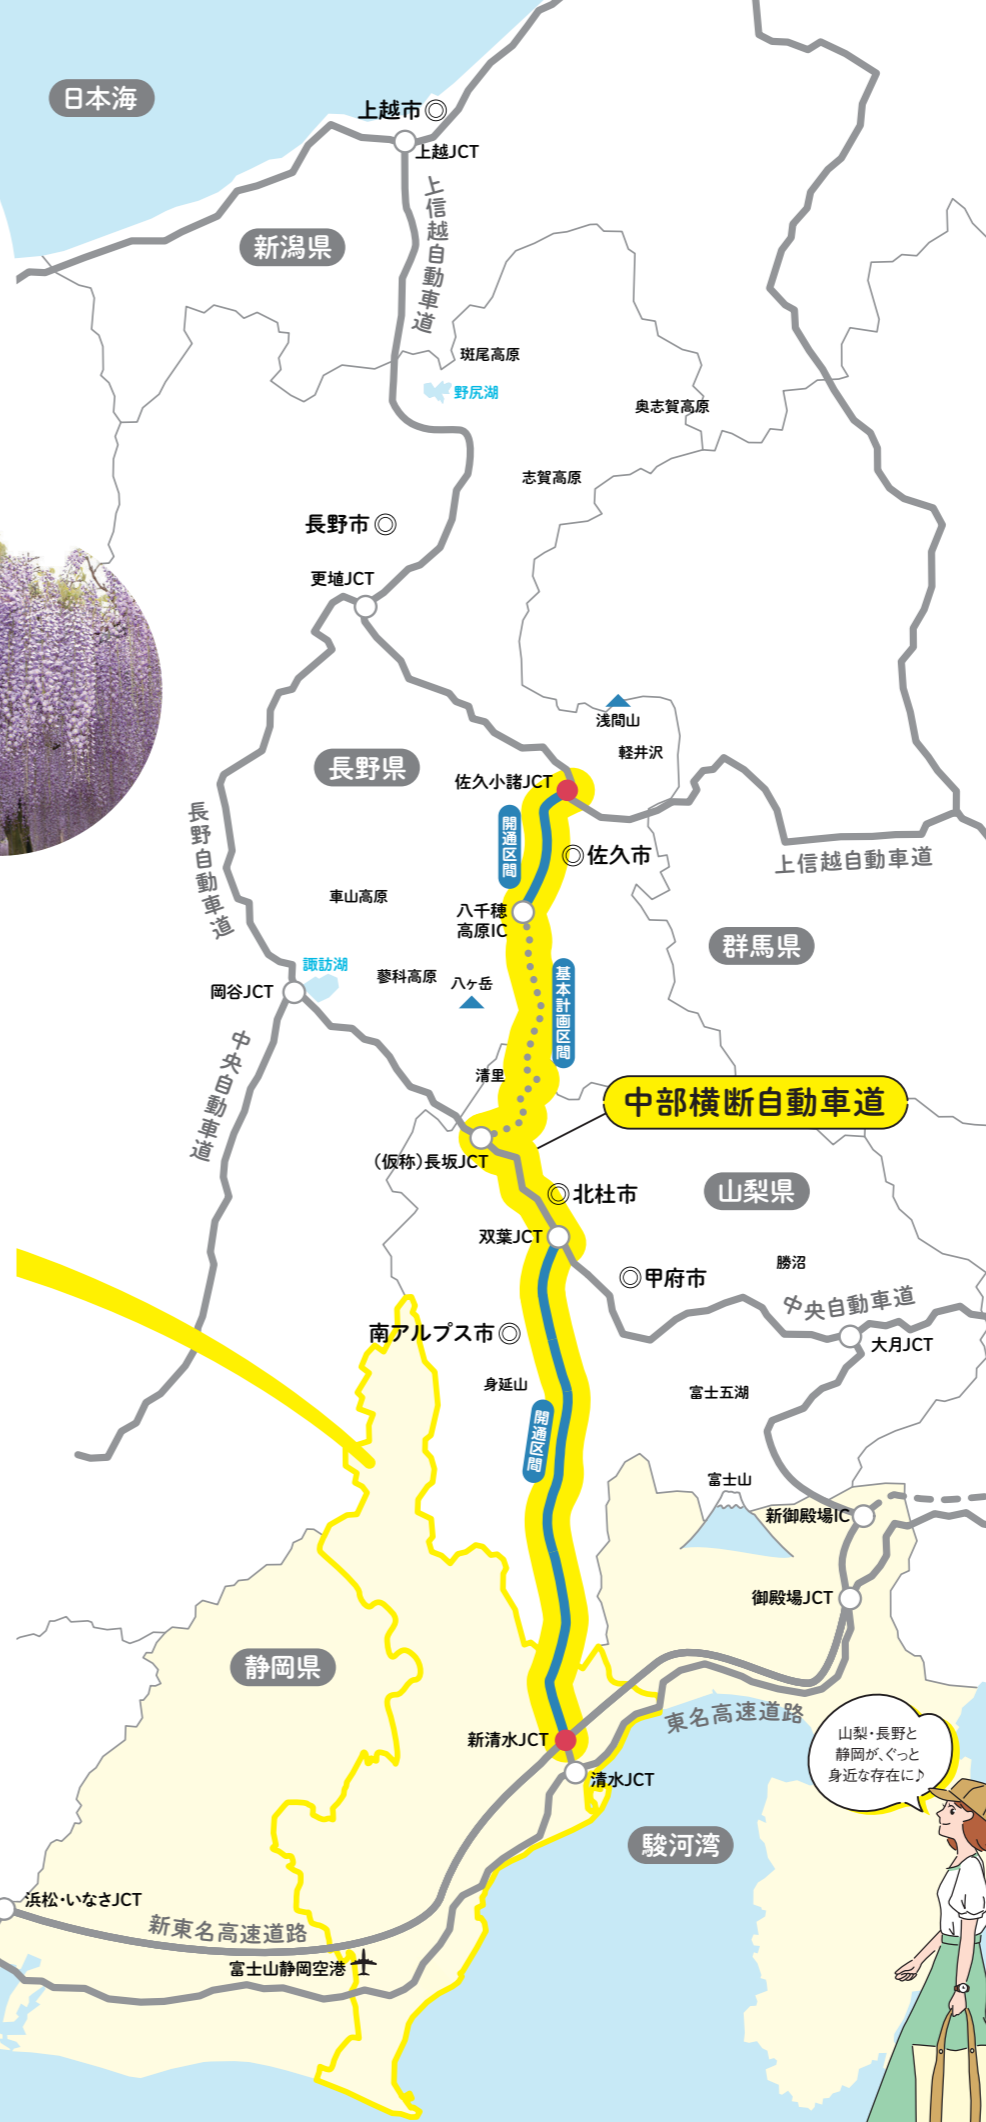 日本海
上越市
上越JCT
上信越自動車道
新潟県
斑尾高原
野尻湖
奥志賀高原
志賀高原
長野市
更埴JCT
浅間山
軽井沢
長野県
佐久小諸JCT
開通区間
佐久市
長野自動車道
上信越自動車道
車山高原
八千穂
高原IC
群馬県
諏訪湖
岡谷JCT
蓼科高原
八ヶ岳
基本計画区間
中央自動車道
清里
中部横断自動車道
（仮称）長坂JCT
北杜市
山梨県
双葉JCT
甲府市
勝沼
中央自動車道
南アルプス市
大月JCT
身延山
富士五湖
開通区間
富士山
新御殿場IC
御殿場JCT
静岡県
東名高速道路
新清水JCT
山梨・長野と
静岡が、ぐっと
身近な存在に♪
清水JCT
駿河湾
浜松・いなさJCT
新東名高速道路
富士山静岡空港